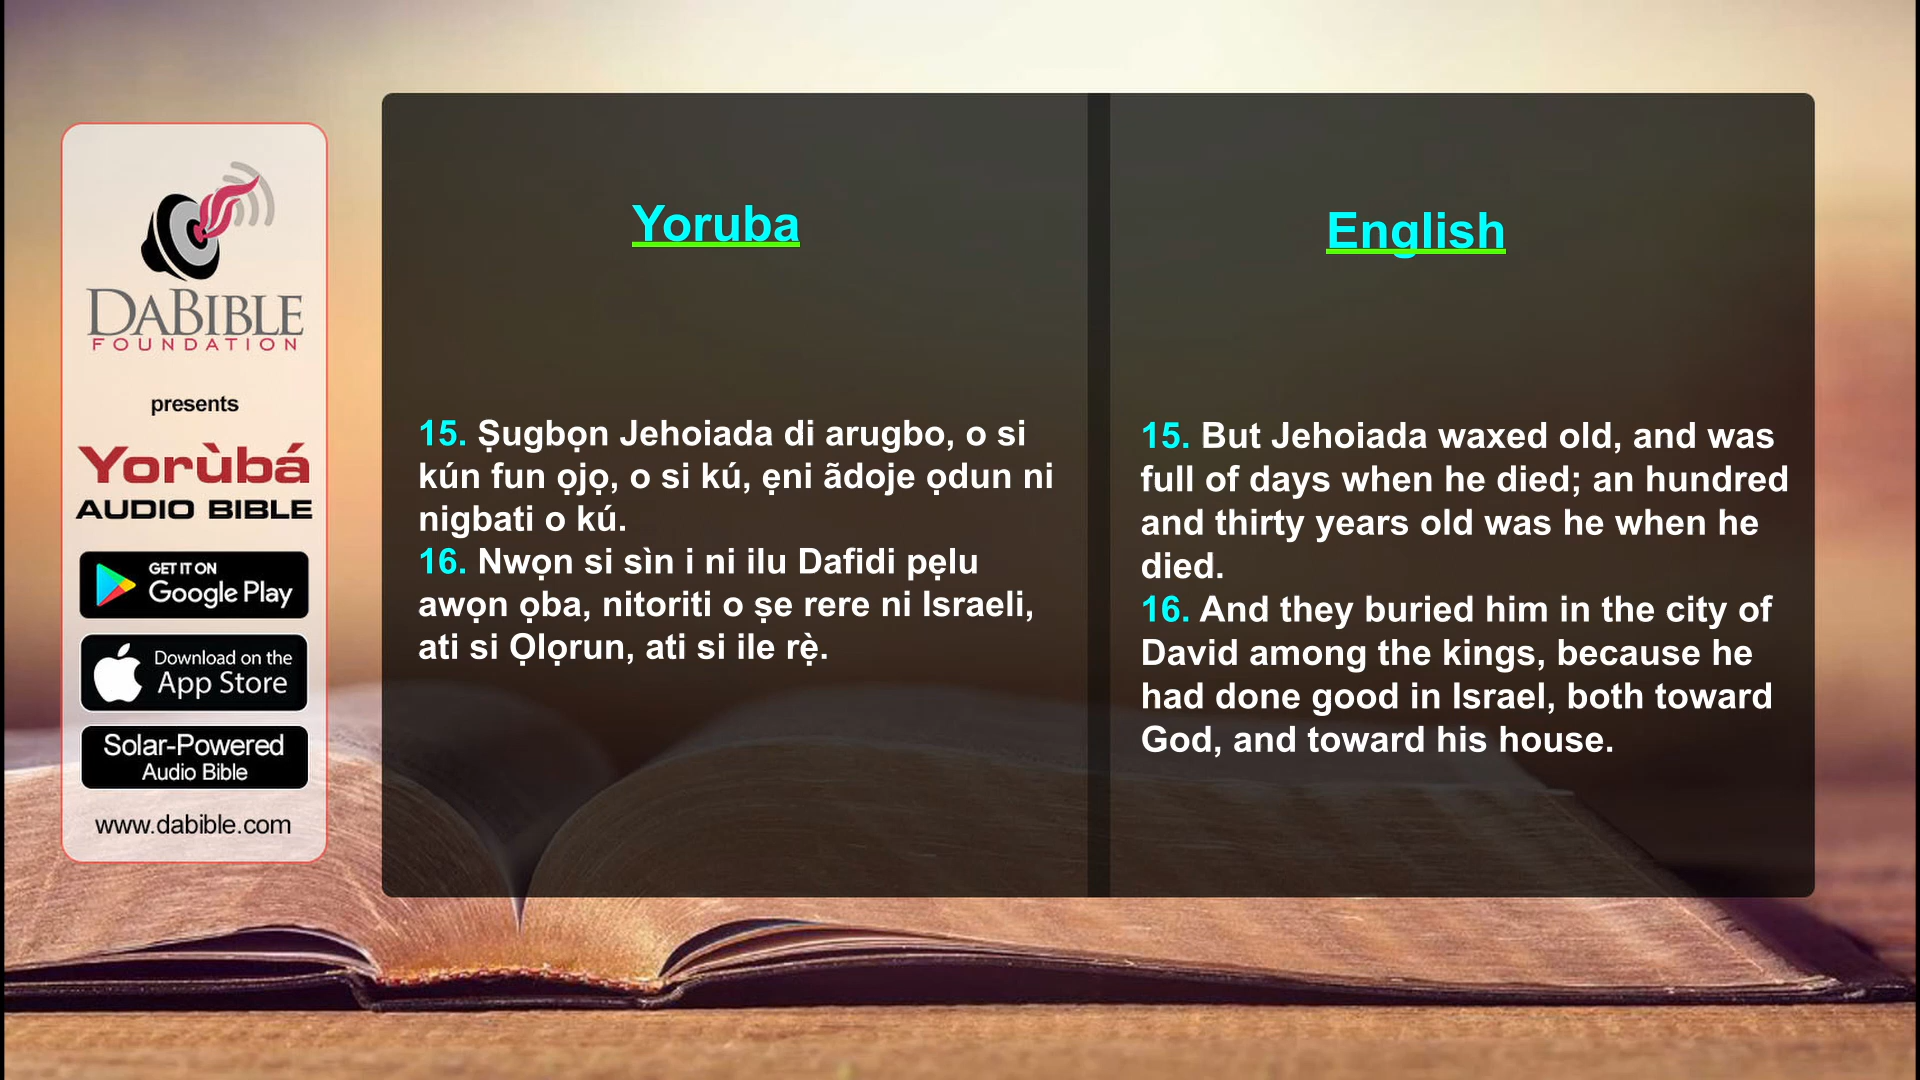 DABIBLE
FOUNDATION
presents
Yorùbá
AUDIO BIBLE
GET IT ON
Google Play
Download on the
App Store
Solar-Powered
Audio Bible
www.dabible.com
Yoruba
15. Ṣugbọn Jehoiada di arugbo, o si
kún fun ọjọ, o si kú, ẹni ãdoje ọdun ni
nigbati o kú.
16. Nwọn si sìn i ni ilu Dafidi pẹlu
awọn ọba, nitoriti o ṣe rere ni Israeli,
ati si Ọlọrun, ati si ile rẹ̀.
English
15. But Jehoiada waxed old, and was
full of days when he died; an hundred
and thirty years old was he when he
died.
16. And they buried him in the city of
David among the kings, because he
had done good in Israel, both toward
God, and toward his house.